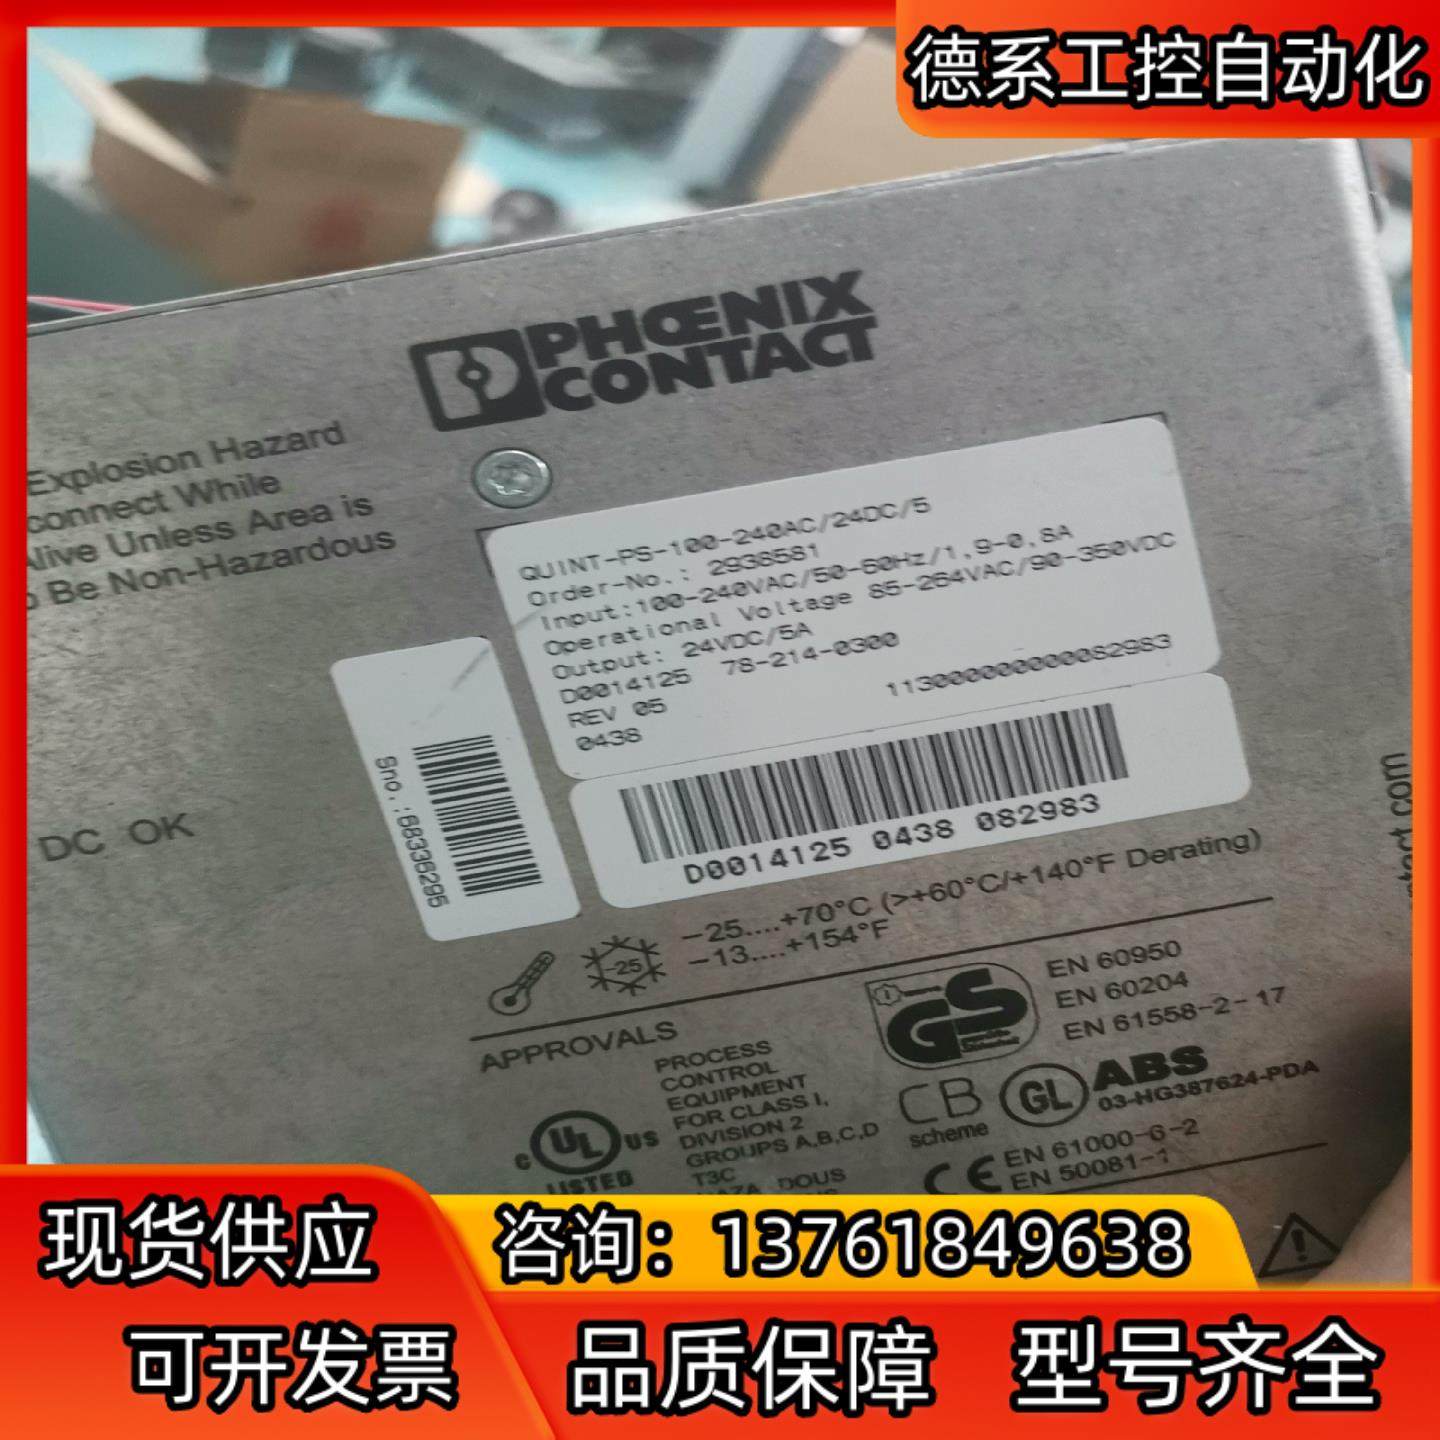 德系工控自动化
PHŒNIX
CONTACT
Explosion Hazard
connect While
Alive Unless Area is
o Be Non-Hazardous
QUINT-PS-100-240AC/24DC/5
Order-No.: 2938581
Input:100-240VAC/50-60Hz/1,9-0,8A
Operational Voltage 85-264VAC/90-350VDC
Output: 24VDC/5A
D0014125 78-214-0300
REV 05
0438
11300000000082983
Sno.:68336295
D0014125 0438 082983
DC OK
-25....+70°C (>+60°C/+140°F Derating)
-13....+154°F
-25
APPROVALS
PROCESS
CONTROL
EQUIPMENT
FOR CLASS I,
DIVISION 2
GROUPS A,B,C,D
T3C
C UL US
LISTED
GS
EN 60950
EN 60204
EN 61558-2-17
CB
scheme
GL
ABS
03-HG387624-PDA
CE
EN 61000-6-2
EN 50081-1
现货供应
咨询：13761849638
可开发票
品质保障 型号齐全